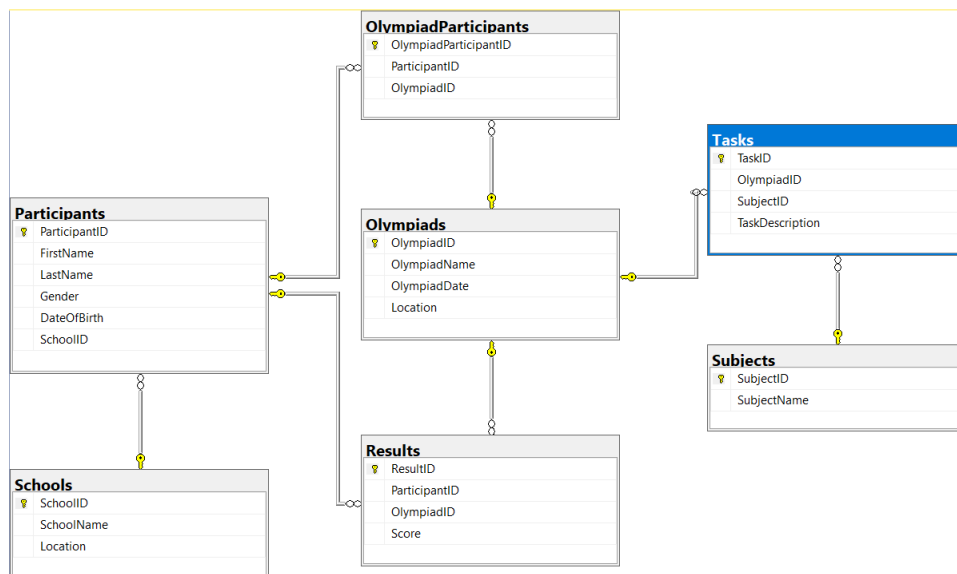 OlympiadParticipants
OlympiadParticipantID
ParticipantID
OlympiadID
Tasks
TaskID
OlympiadID
SubjectID
TaskDescription
Participants
ParticipantID
FirstName
LastName
Gender
DateOfBirth
SchoolID
Olympiads
OlympiadID
OlympiadName
OlympiadDate
Location
Subjects
SubjectID
SubjectName
Results
ResultID
ParticipantID
OlympiadID
Score
Schools
SchoolID
SchoolName
Location